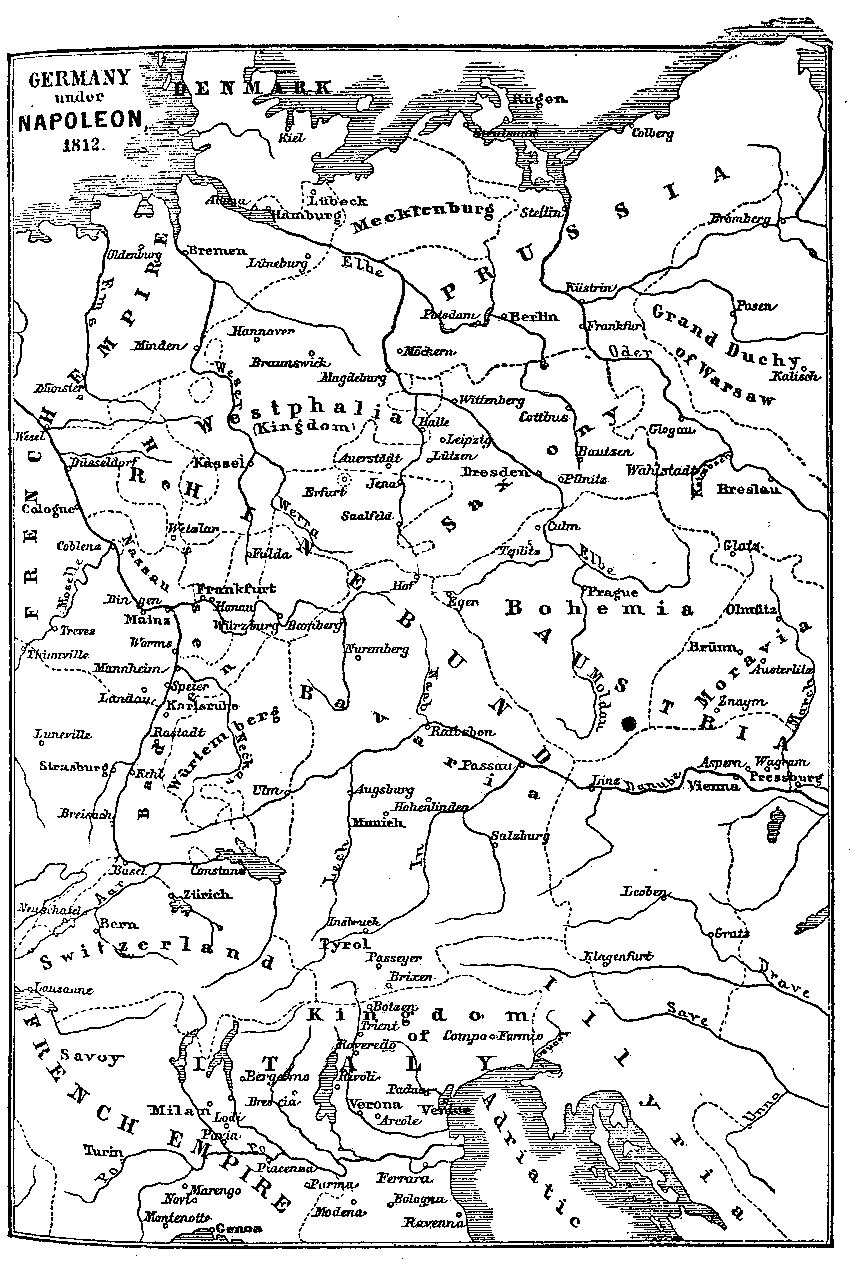 GERMANY
under
NAPOLEON,
1812.
DENMARK
Rügen
Kiel
Colberg
Altona
Lübeck
Hamburg
Mecklenburg
Stettin
PRUSSIA
Bromberg
Oldenburg
Bremen
Lüneburg
Elbe
Ems
FRENCH EMPIRE
Küstrin
Posen
Potsdam
Berlin
Frankfurt
Grand Duchy
of Warsaw
Kalisch
Oder
Minden
Hannover
Braunswick
Möckern
Magdeburg
Weser
Münster
Westphalia
(Kingdom)
Wittenberg
Cottbus
Halle
Glogau
Wesel
Leipzig
Lützen
Bautzen
Düsseldorf
Kassel
Auerstädt
Dresden
Wahlstadt
Katzbach
RHEINBUND
Erfurt
Jena
Pilnitz
Breslau
Saxony
Cologne
Werra
Saalfeld
Wetzlar
Culm
Coblenz
Nassau
Fulda
Teplitz
Elbe
Glatz
Moselle
Hof
Frankfurt
Bingen
Hanau
Eger
Prague
Mainz
Würzburg
Bamberg
Bohemia
Olmütz
Treves
Worms
AUSTRIA
Thionville
Mannheim
Nuremberg
Brünn
Moravia
Austerlitz
Hessen
Speier
Landau
Karlsruhe
Bavaria
Nab
Moldau
Znaym
March
Rastadt
Würtemberg
Neckar
Ratisbon
Luneville
Strasburg
Kehl
Baden
Passau
Aspern
Wagram
Ulm
Linz
Danube
Vienna
Pressburg
Augsburg
Hohenlinden
Breisach
Munich
Salzburg
Lech
Inn
Basel
Constanz
Aar
Zürich
Leoben
Neuschatel
Bern
Insbruck
Tyrol
Gratz
Switzerland
Passeyer
Klagenfurt
Brixen
Drave
Lausanne
Botzen
Kingdom
of
ITALY
Illyria
Save
Trient
Campo Formio
Savoy
Roveredo
Isonzo
FRENCH EMPIRE
Bergamo
Rivoli
Padua
Brescia
Milan
Verona
Venice
Lodi
Arcole
Adriatic
Unna
Pavia
Turin
Po
Po
Piacenza
Marengo
Parma
Ferrara
Novi
Bologna
Montenotte
Modena
Genoa
Ravenna